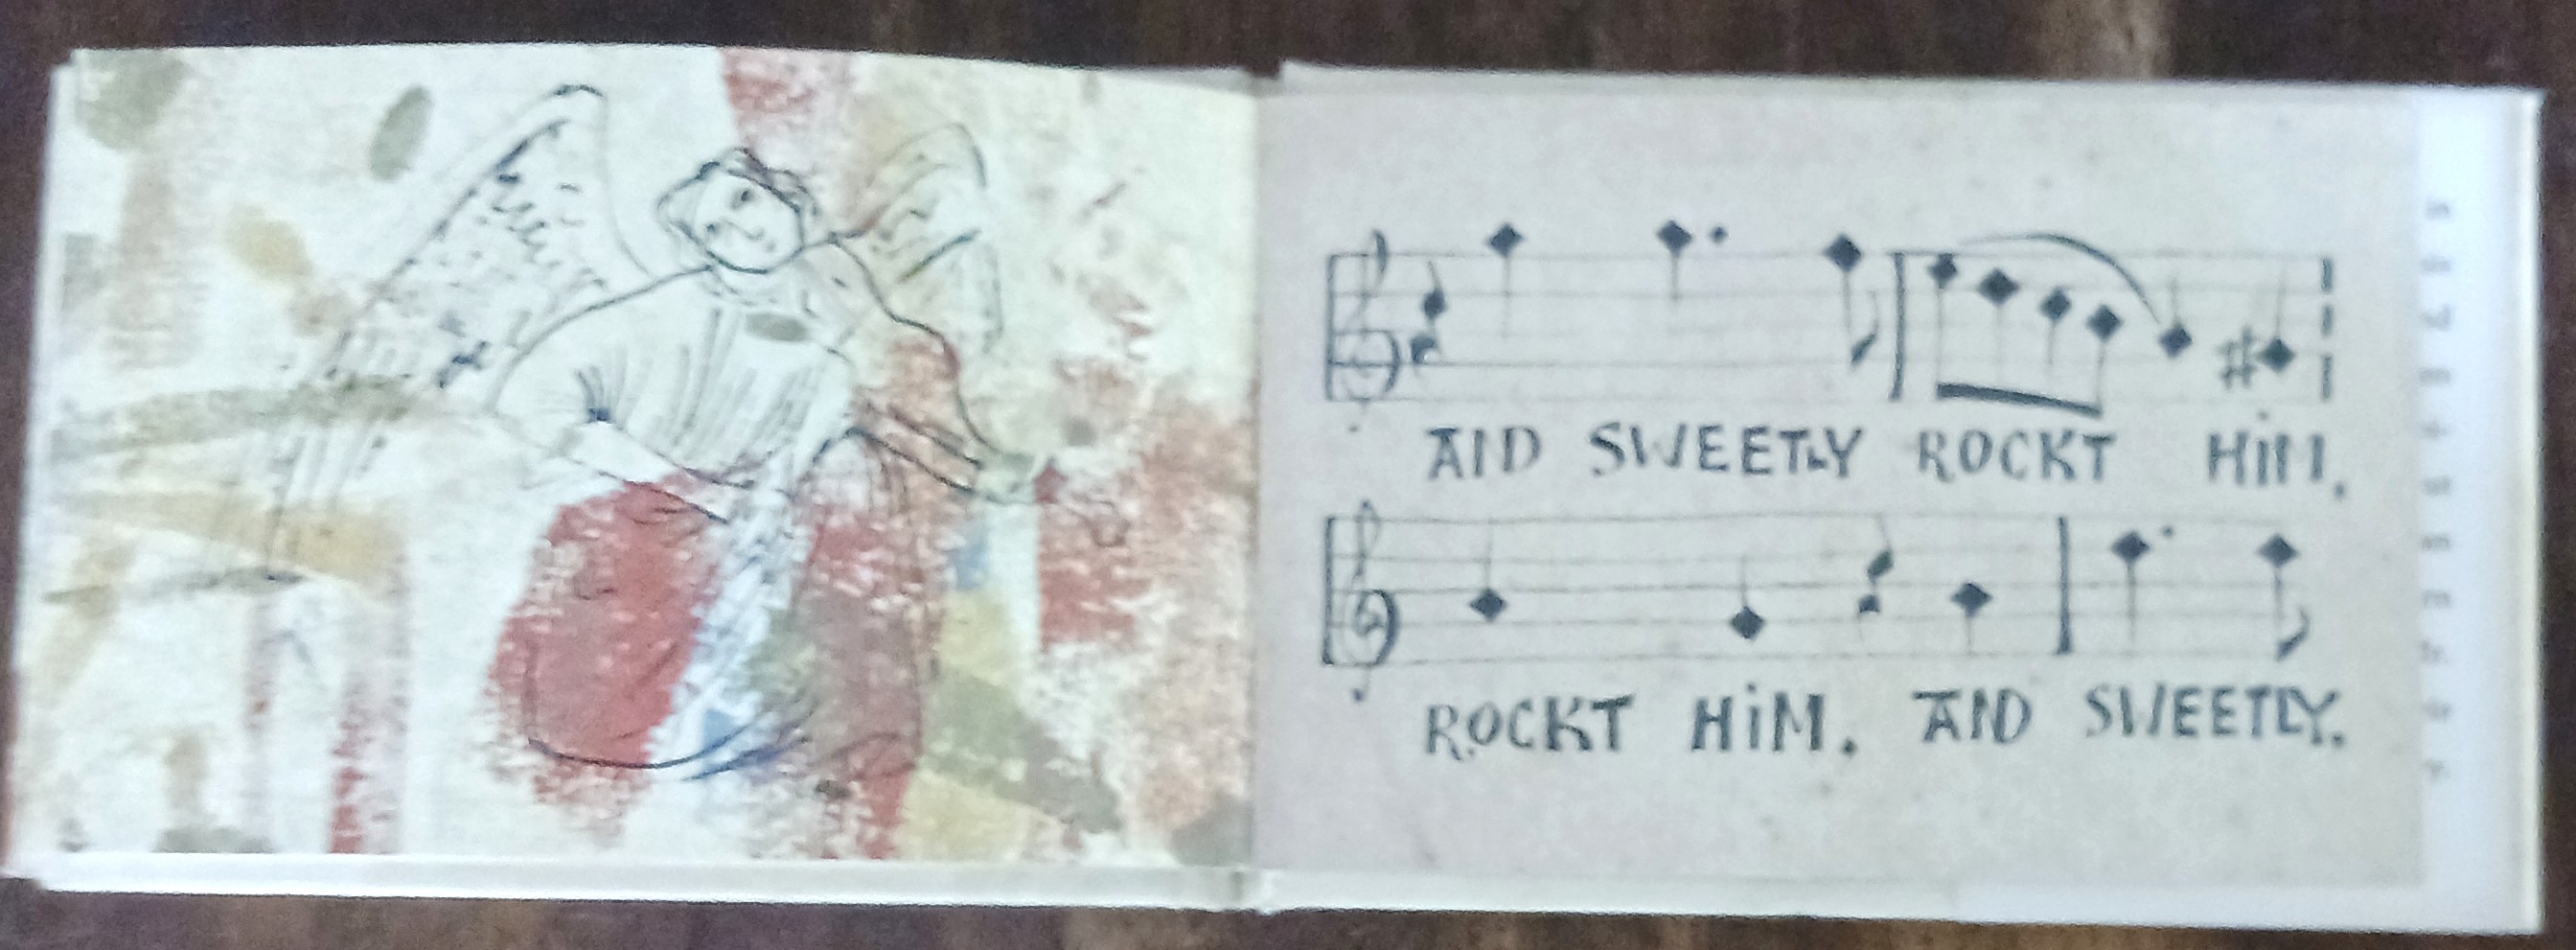 AND SWEETLY ROCKT HiM.
ROCKT HiM. AND SWEETLY.